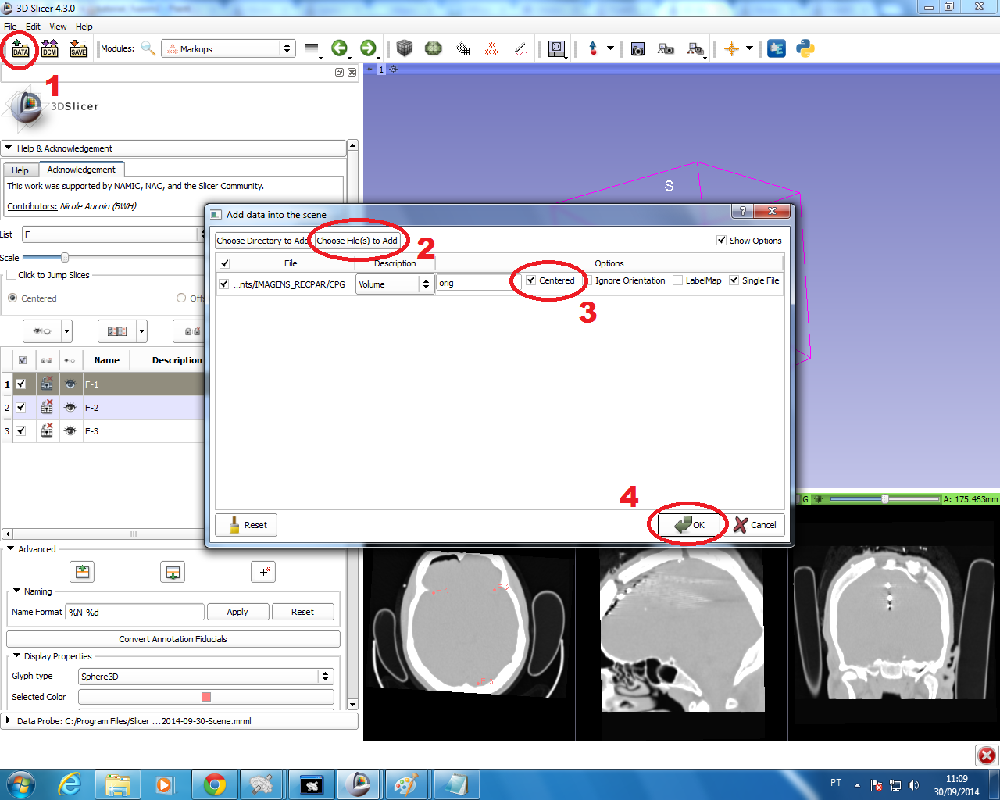 3D Slicer 4.3.0
File Edit View Help
DATA DCM SAVE Modules: Markups
1
1
3DSlicer
Help & Acknowledgement
Help Acknowledgement
This work was supported by NAMIC, NAC, and the Slicer Community.
Contributors: Nicole Aucoin (BWH)
S
Add data into the scene
List F
Choose Directory to Add Choose File(s) to Add 2 Show Options
Scale
File Description Options
Click to Jump Slices
...nts/IMAGENS_RECPAR/CPG Volume orig Centered Ignore Orientation LabelMap Single File
Centered Off
3
Name Description
1 F-1
2 F-2
3 F-3
4
G A: 175.463mm
Reset OK Cancel
Advanced
Naming
Name Format %N-%d Apply Reset
Convert Annotation Fiducials
Display Properties
Glyph type Sphere3D
Selected Color
Data Probe: C:/Program Files/Slicer ...2014-09-30-Scene.mrml
PT 11:09
30/09/2014